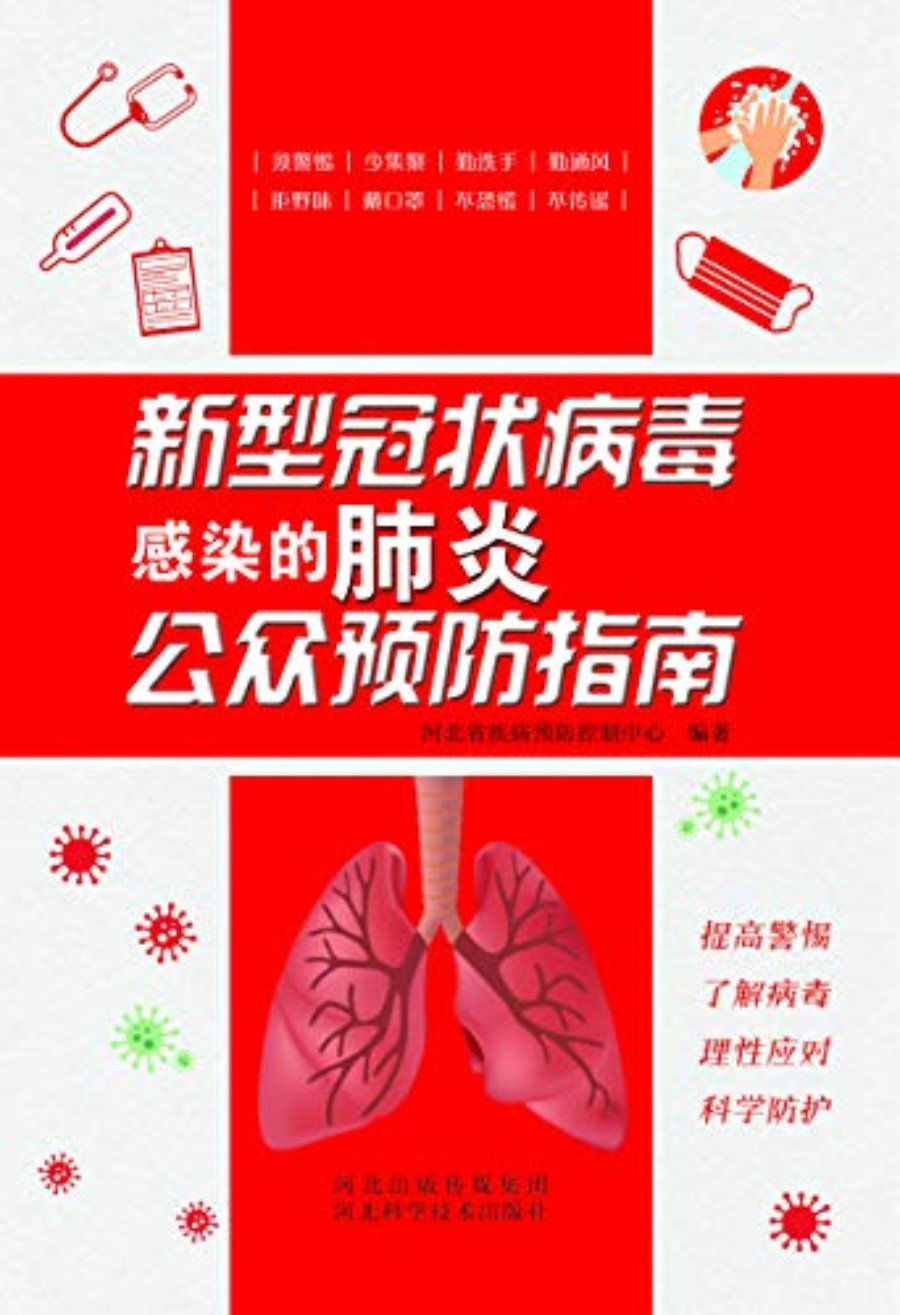 | 须警惕 | 少集聚 | 勤洗手 | 勤通风 |
| 拒野味 | 戴口罩 | 不恐慌 | 不传谣 |
新型冠状病毒
感染的肺炎
公众预防指南
河北省疾病预防控制中心 编著
提高警惕
了解病毒
理性应对
科学防护
河北出版传媒集团
河北科学技术出版社